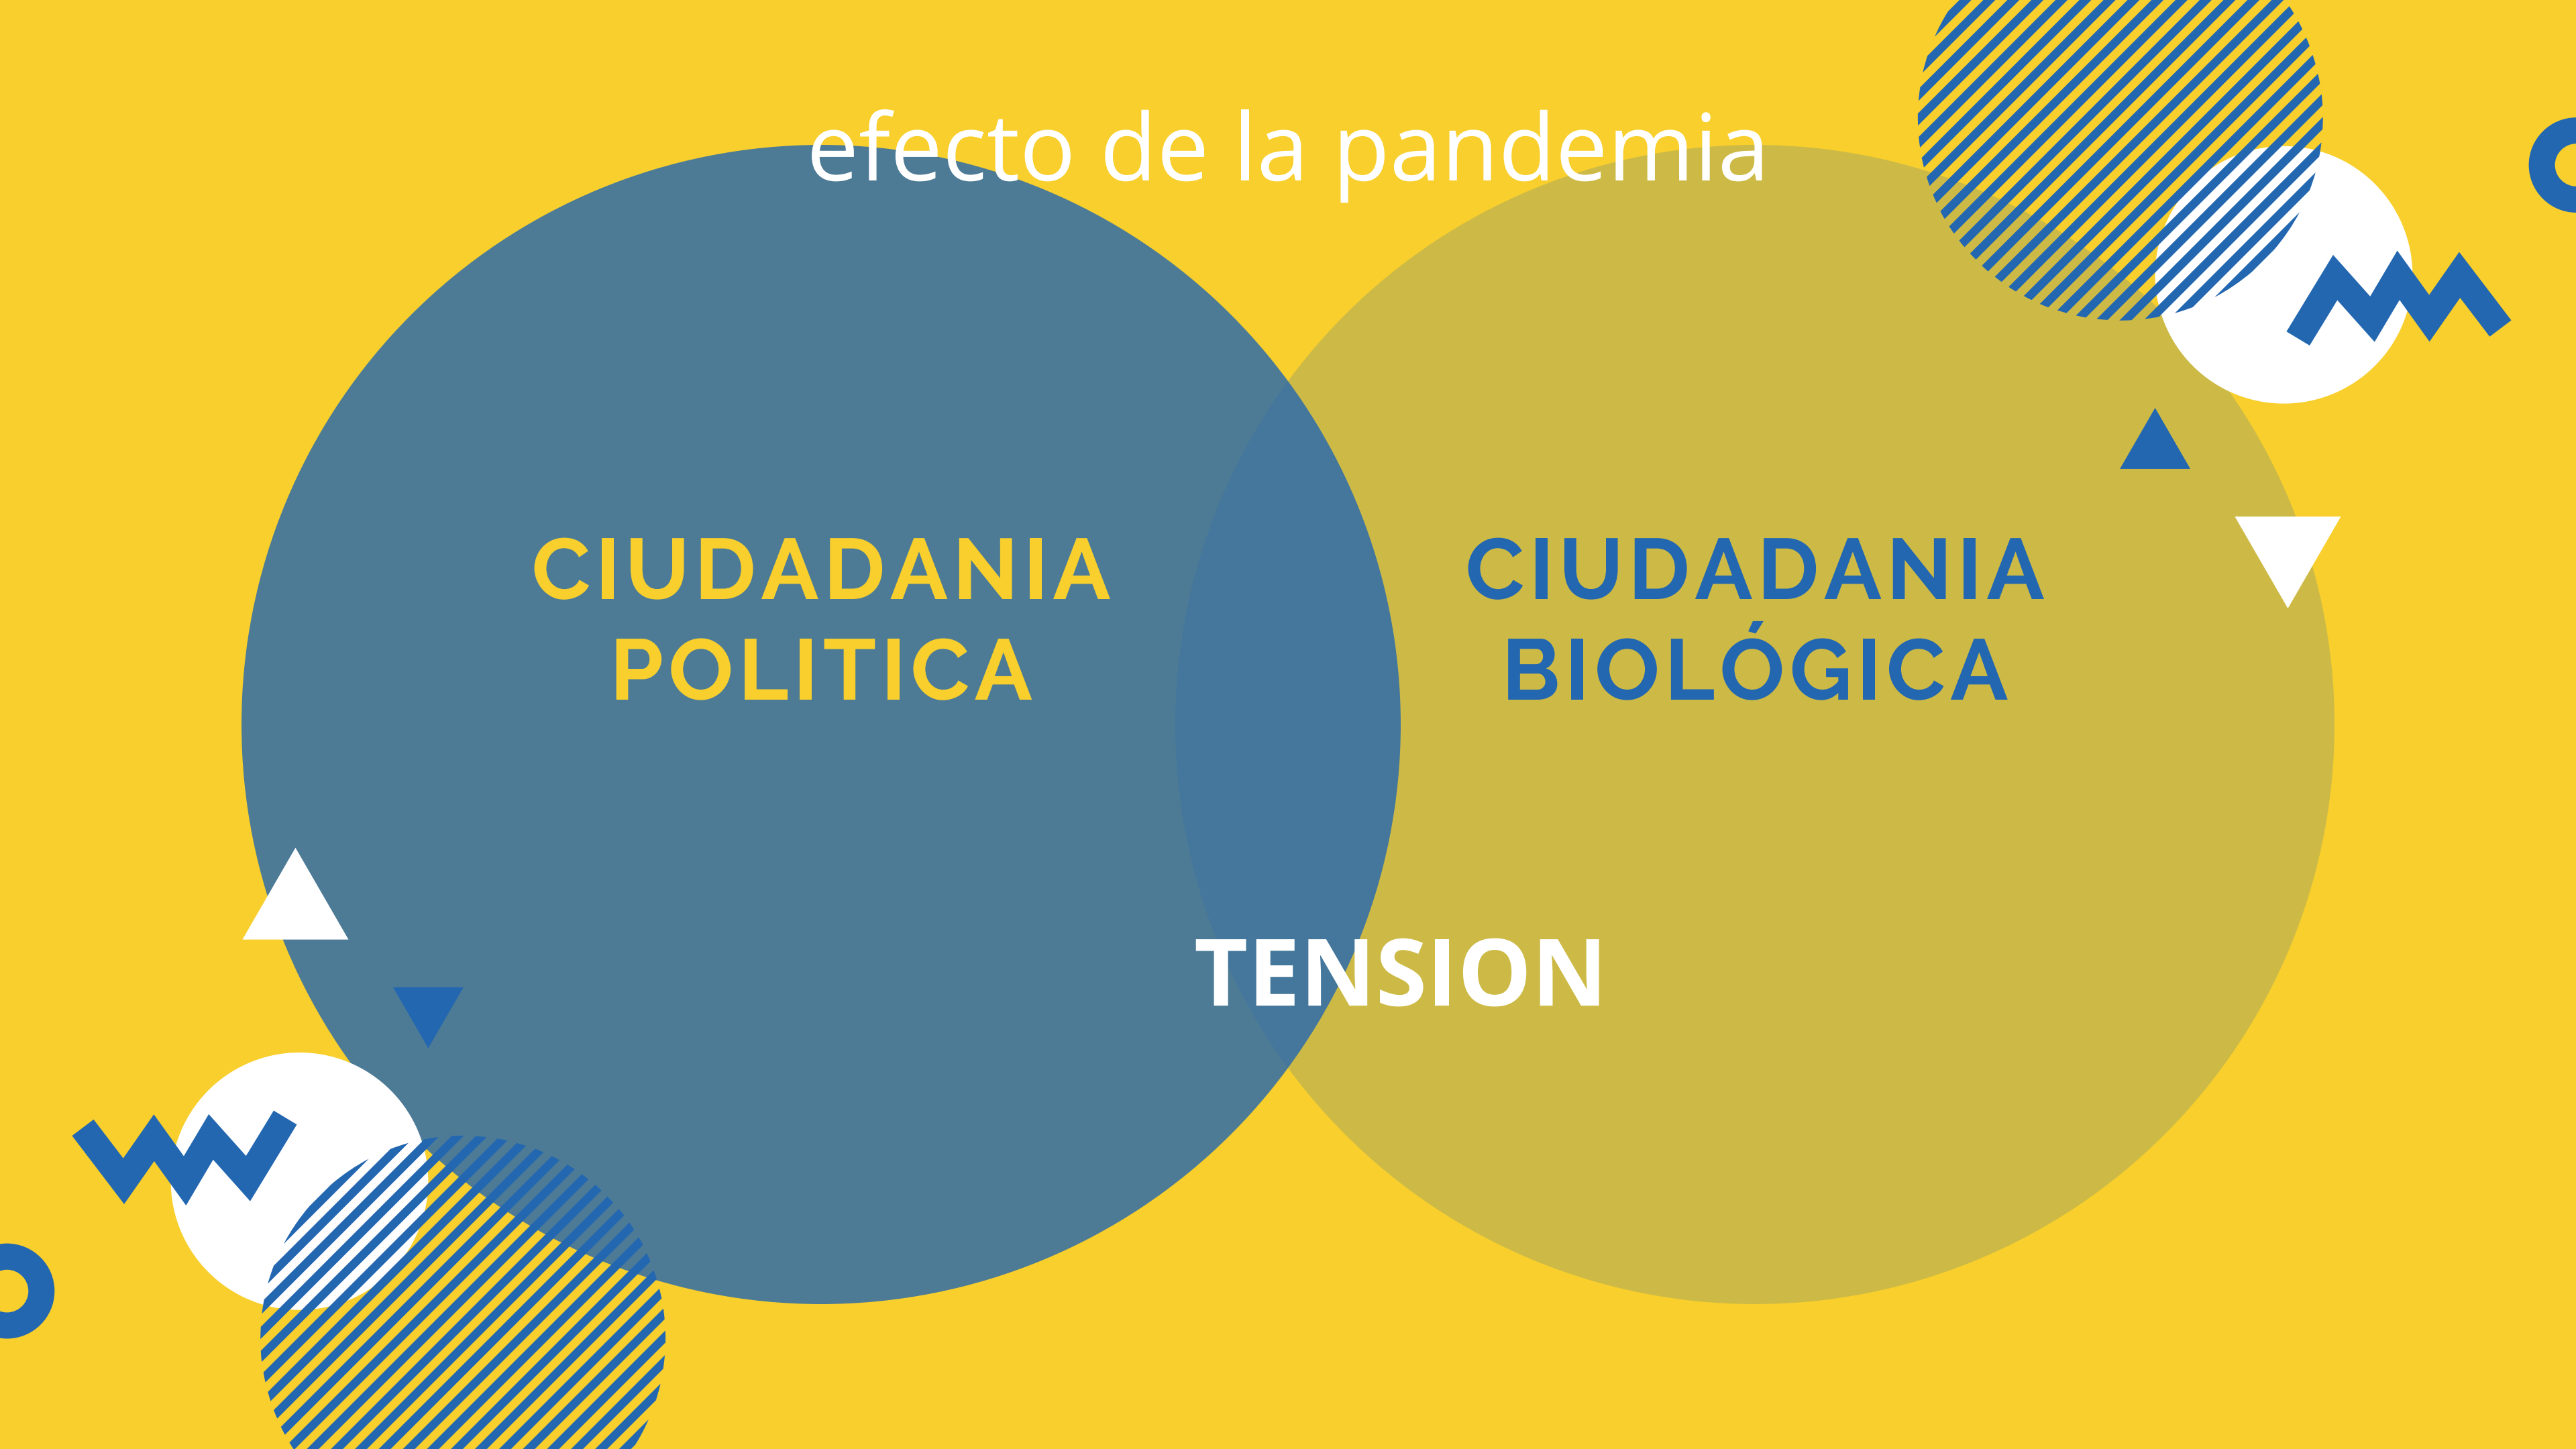 efecto de la pandemia
CIUDADANIA
POLITICA
CIUDADANIA
BIOLÓGICA
TENSION